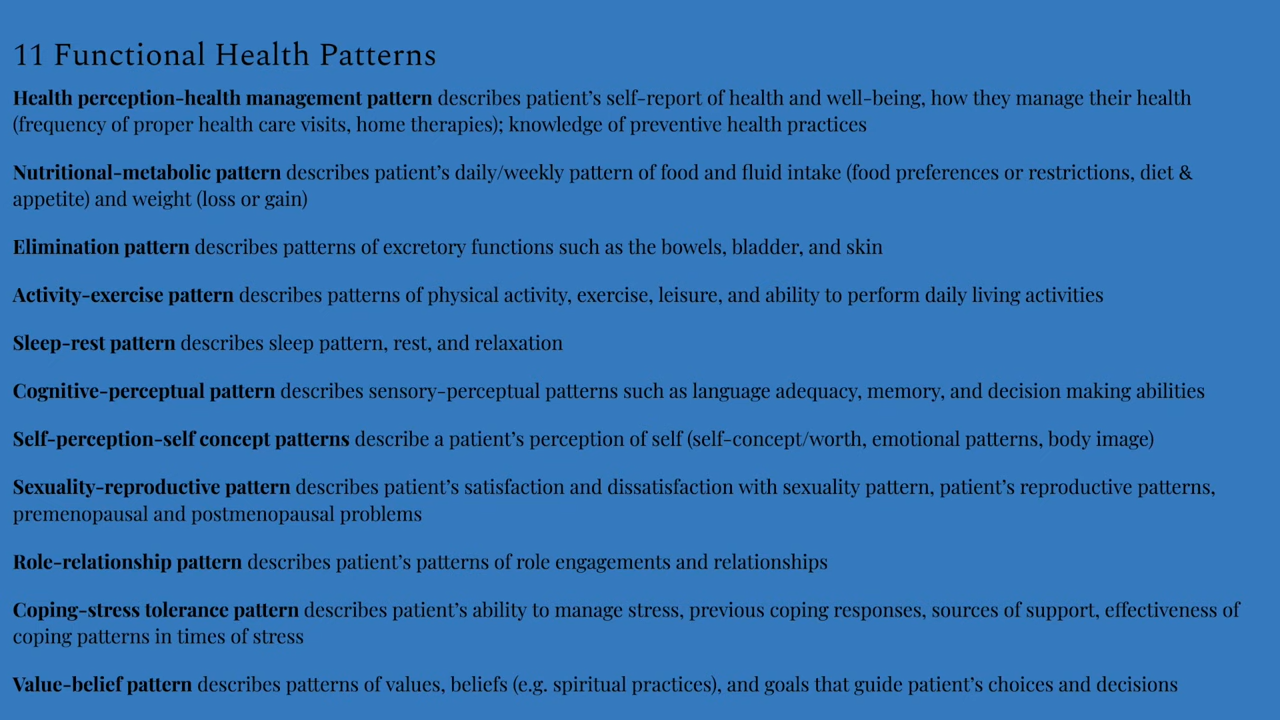 11 Functional Health Patterns
Health perception-health management pattern describes patient’s self-report of health and well-being, how they manage their health
(frequency of proper health care visits, home therapies); knowledge of preventive health practices
Nutritional-metabolic pattern describes patient’s daily/weekly pattern of food and fluid intake (food preferences or restrictions, diet &
appetite) and weight (loss or gain)
Elimination pattern describes patterns of excretory functions such as the bowels, bladder, and skin
Activity-exercise pattern describes patterns of physical activity, exercise, leisure, and ability to perform daily living activities
Sleep-rest pattern describes sleep pattern, rest, and relaxation
Cognitive-perceptual pattern describes sensory-perceptual patterns such as language adequacy, memory, and decision making abilities
Self-perception-self concept patterns describe a patient’s perception of self (self-concept/worth, emotional patterns, body image)
Sexuality-reproductive pattern describes patient’s satisfaction and dissatisfaction with sexuality pattern, patient’s reproductive patterns,
premenopausal and postmenopausal problems
Role-relationship pattern describes patient’s patterns of role engagements and relationships
Coping-stress tolerance pattern describes patient’s ability to manage stress, previous coping responses, sources of support, effectiveness of
coping patterns in times of stress
Value-belief pattern describes patterns of values, beliefs (e.g. spiritual practices), and goals that guide patient’s choices and decisions